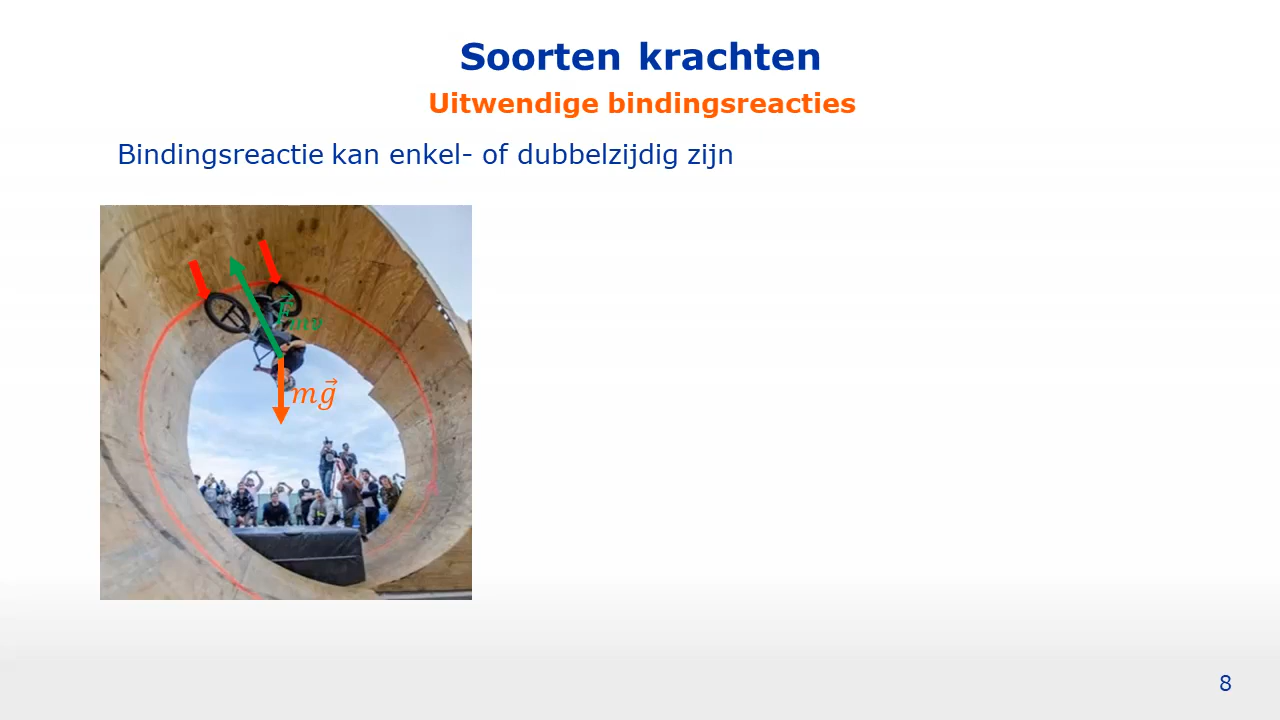 Soorten krachten
Uitwendige bindingsreacties
Bindingsreactie kan enkel- of dubbelzijdig zijn
F⃗mv
mg⃗
8